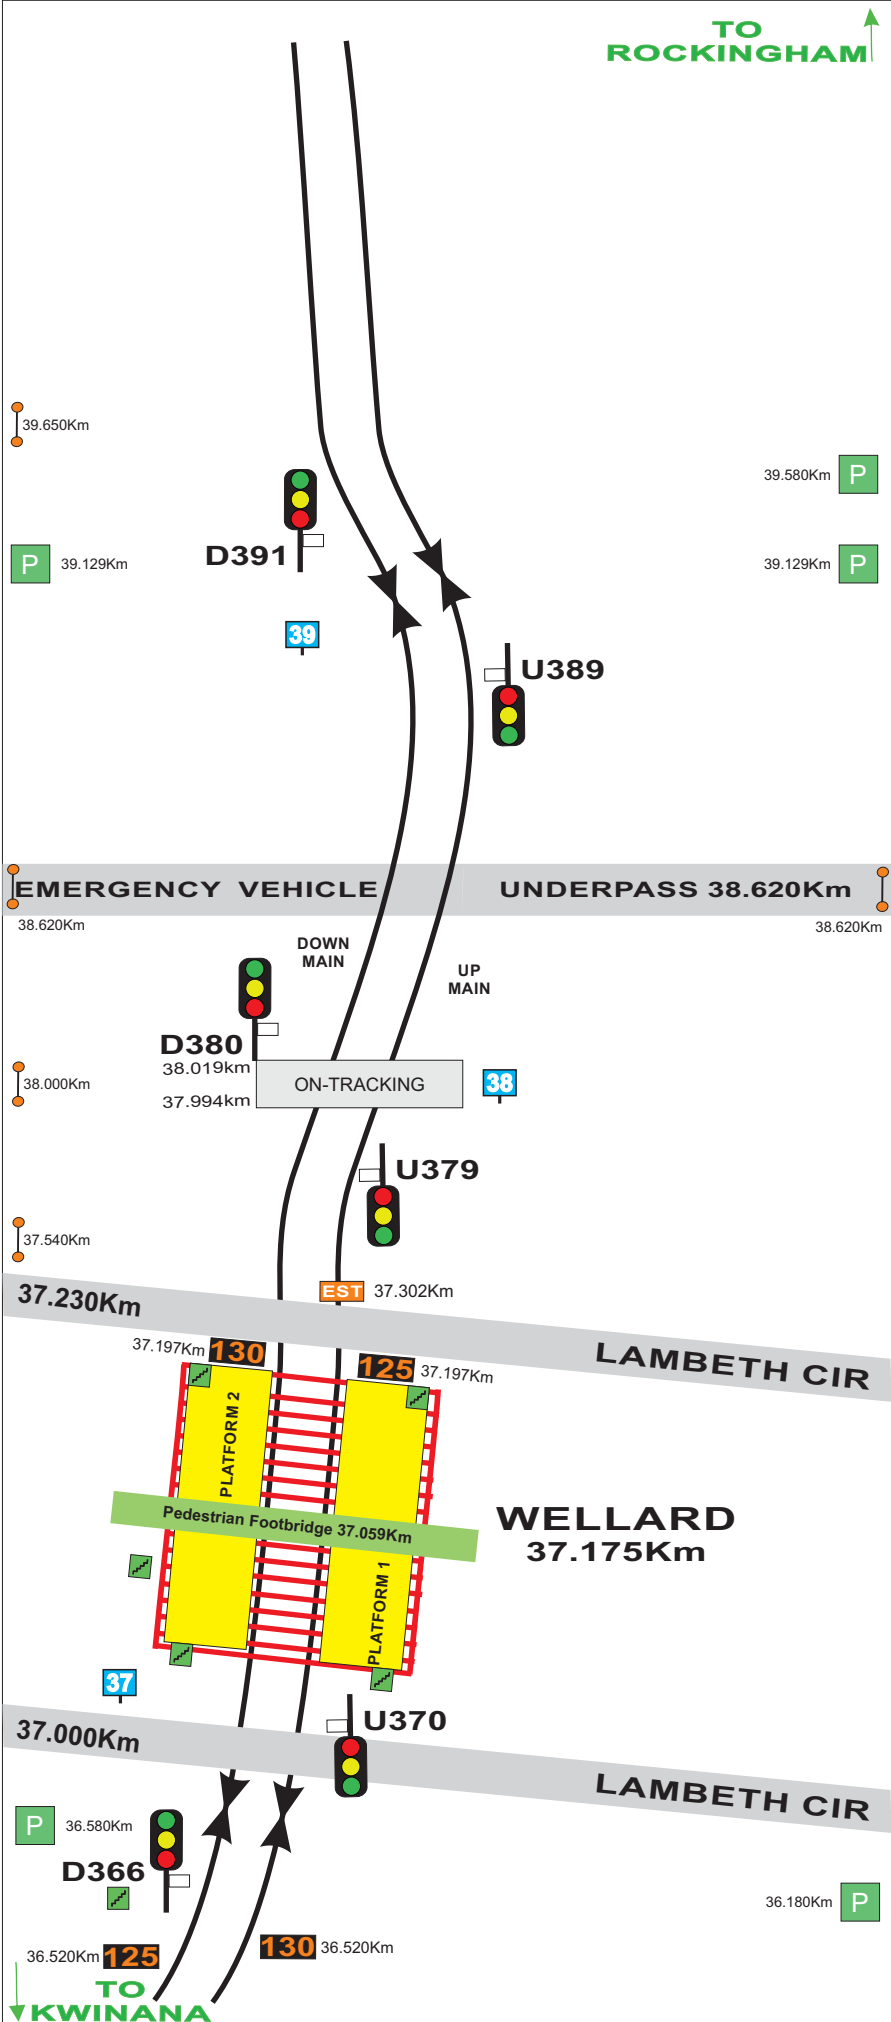 TO
ROCKINGHAM
39.650Km
39.580Km
P
D391
P
39.129Km
39.129Km
P
39
U389
EMERGENCY VEHICLE
UNDERPASS 38.620Km
38.620Km
38.620Km
DOWN
MAIN
UP
MAIN
D380
38.019km
ON-TRACKING
38
38.000Km
37.994km
U379
37.540Km
EST
37.302Km
37.230Km
LAMBETH CIR
37.197Km
130
125
37.197Km
PLATFORM 2
Pedestrian Footbridge 37.059Km
WELLARD
37.175Km
PLATFORM 1
37
U370
37.000Km
LAMBETH CIR
P
36.580Km
D366
36.180Km
P
36.520Km
125
130
36.520Km
TO
KWINANA